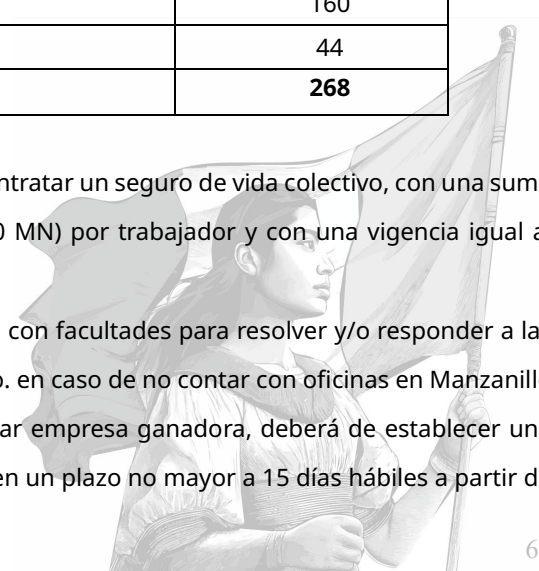 160
44
268
ntratar un seguro de vida colectivo, con una sum
0 MN) por trabajador y con una vigencia igual a
con facultades para resolver y/o responder a la
o. en caso de no contar con oficinas en Manzanill
ar empresa ganadora, deberá de establecer un
en un plazo no mayor a 15 días hábiles a partir d
6